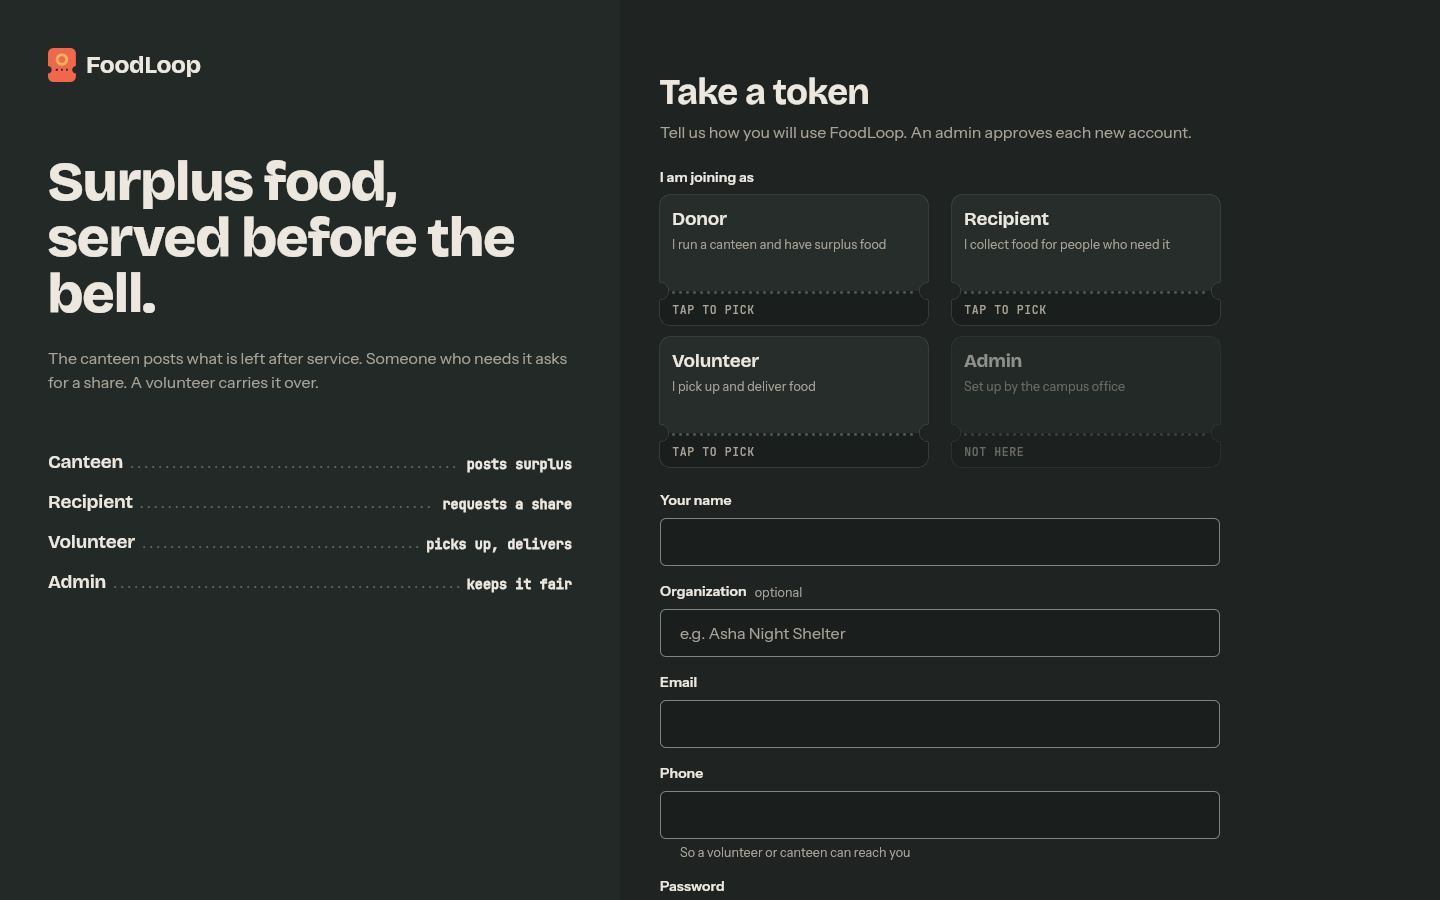 FoodLoop
Surplus food,
served before the
bell.
The canteen posts what is left after service. Someone who needs it asks
for a share. A volunteer carries it over.
Canteen posts surplus
Recipient requests a share
Volunteer picks up, delivers
Admin keeps it fair
Take a token
Tell us how you will use FoodLoop. An admin approves each new account.
I am joining as
Donor
I run a canteen and have surplus food
TAP TO PICK
Recipient
I collect food for people who need it
TAP TO PICK
Volunteer
I pick up and deliver food
TAP TO PICK
Admin
Set up by the campus office
NOT HERE
Your name
Organization optional
e.g. Asha Night Shelter
Email
Phone
So a volunteer or canteen can reach you
Password